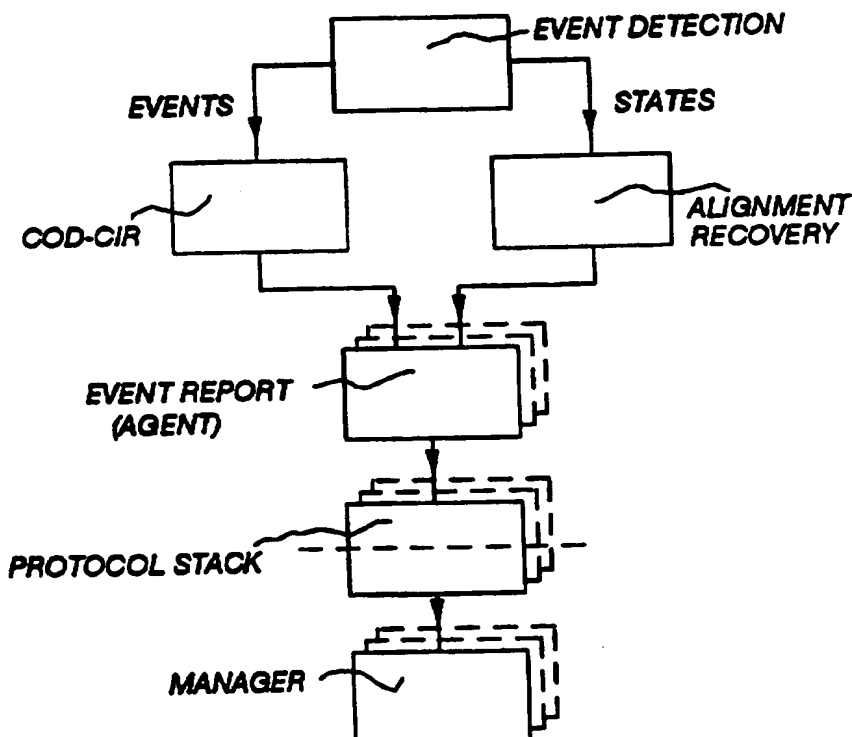 EVENT DETECTION
EVENTS
STATES
COD-CIR
ALIGNMENT
RECOVERY
EVENT REPORT
(AGENT)
PROTOCOL STACK
MANAGER